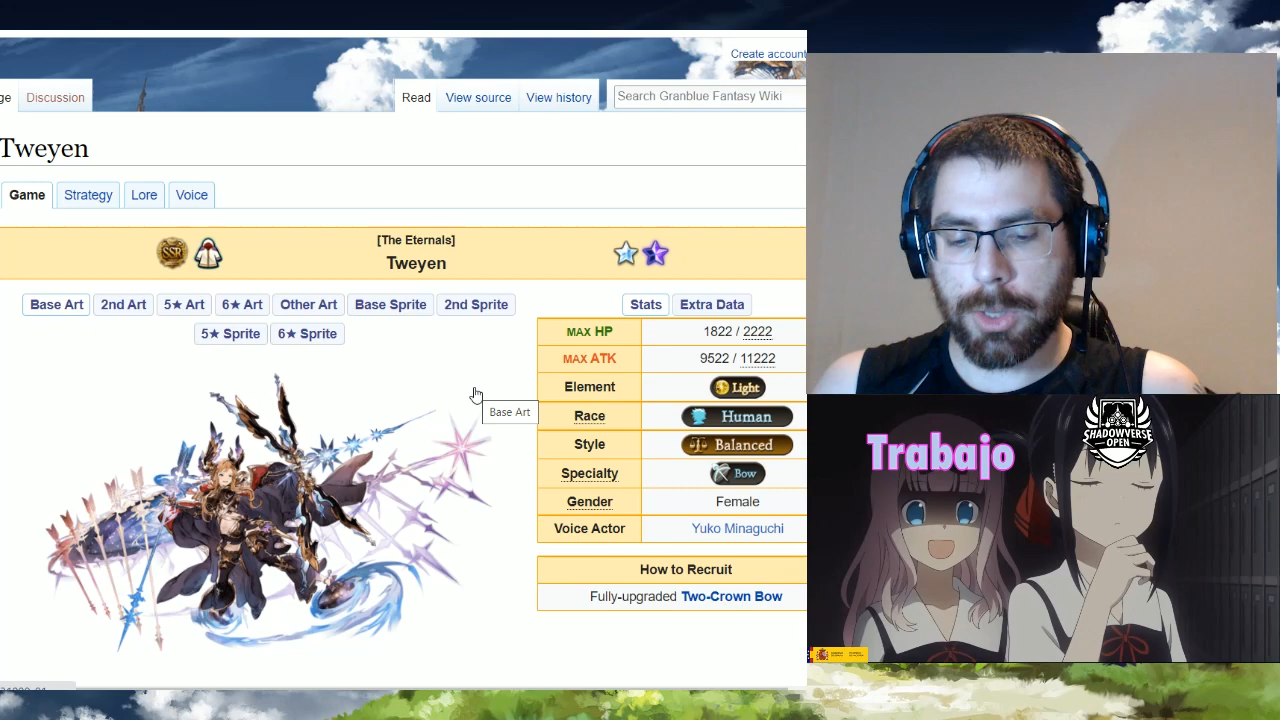 Create account
ge
Discussion
Read
View source
View history
Search Granblue Fantasy Wiki
Tweyen
Game
Strategy
Lore
Voice
SSR
[The Eternals]
Tweyen
Base Art
2nd Art
5★ Art
6★ Art
Other Art
Base Sprite
2nd Sprite
5★ Sprite
6★ Sprite
Base Art
Stats
Extra Data
MAX HP
1822 / 2222
MAX ATK
9522 / 11222
Element
Light
Race
Human
Style
Balanced
Specialty
Bow
Gender
Female
Voice Actor
Yuko Minaguchi
How to Recruit
Fully-upgraded Two-Crown Bow
Trabajo
SHADOWVERSE
OPEN